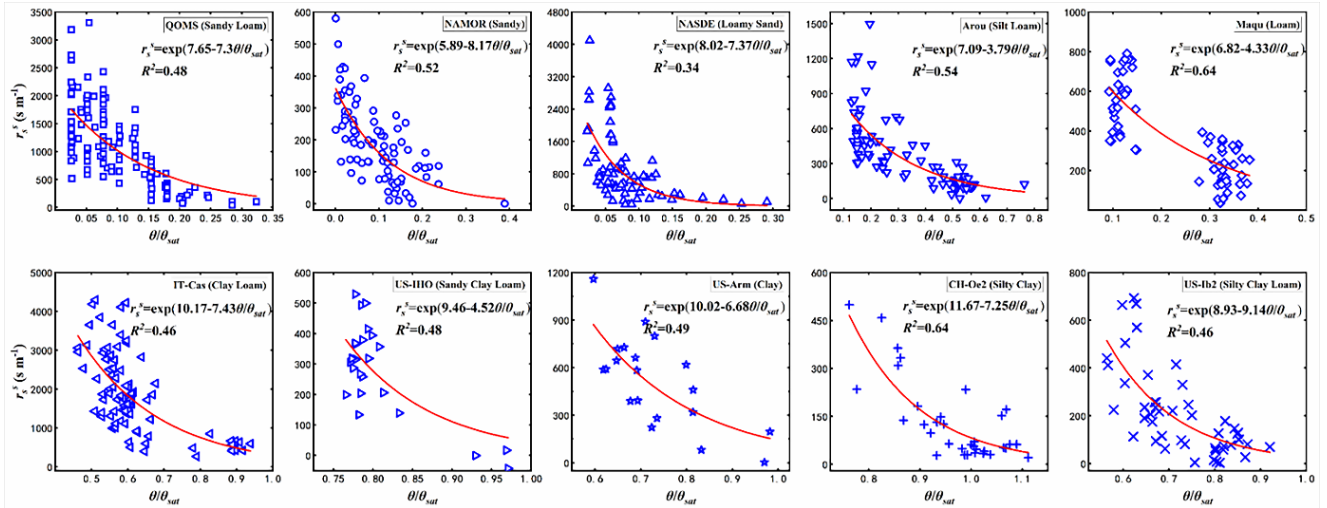 QOMS (Sandy Loam)
r_s^s=exp(7.65-7.3θ/θ_sat)
R²=0.48
3500
3000
2500
2000
1500
1000
500
0
r_s^s (s m⁻¹)
0.05 0.10 0.15 0.20 0.25 0.30 0.35
θ/θ_sat
NAMOR (Sandy)
r_s^s=exp(5.89-8.17θ/θ_sat)
R²=0.52
600
500
400
300
200
100
0
0.0 0.1 0.2 0.3 0.4
θ/θ_sat
NASDE (Loamy Sand)
r_s^s=exp(8.02-7.37θ/θ_sat)
R²=0.34
4800
4000
3200
2400
1600
800
0
0.05 0.10 0.15 0.20 0.25 0.30
θ/θ_sat
Arou (Silt Loam)
r_s^s=exp(7.09-3.79θ/θ_sat)
R²=0.54
1500
1200
900
600
300
0
0.1 0.2 0.3 0.4 0.5 0.6 0.7 0.8
θ/θ_sat
Maqu (Loam)
r_s^s=exp(6.82-4.33θ/θ_sat)
R²=0.64
1000
800
600
400
200
0.1 0.2 0.3 0.4 0.5
θ/θ_sat
IT-Cas (Clay Loam)
r_s^s=exp(10.17-7.43θ/θ_sat)
R²=0.46
5000
4000
3000
2000
1000
0
r_s^s (s m⁻¹)
0.5 0.6 0.7 0.8 0.9 1.0
θ/θ_sat
US-IHO (Sandy Clay Loam)
r_s^s=exp(9.46-4.52θ/θ_sat)
R²=0.48
600
500
400
300
200
100
0
0.75 0.80 0.85 0.90 0.95
θ/θ_sat
US-Arm (Clay)
r_s^s=exp(10.02-6.68θ/θ_sat)
R²=0.49
1200
900
600
300
0
0.6 0.7 0.8 0.9 1.0
θ/θ_sat
CH-Oe2 (Silty Clay)
r_s^s=exp(11.67-7.25θ/θ_sat)
R²=0.64
600
450
300
150
0
0.8 0.9 1.0 1.1
θ/θ_sat
US-Ib2 (Silty Clay Loam)
r_s^s=exp(8.93-9.14θ/θ_sat)
R²=0.46
800
600
400
200
0
0.6 0.7 0.8 0.9 1.0
θ/θ_sat